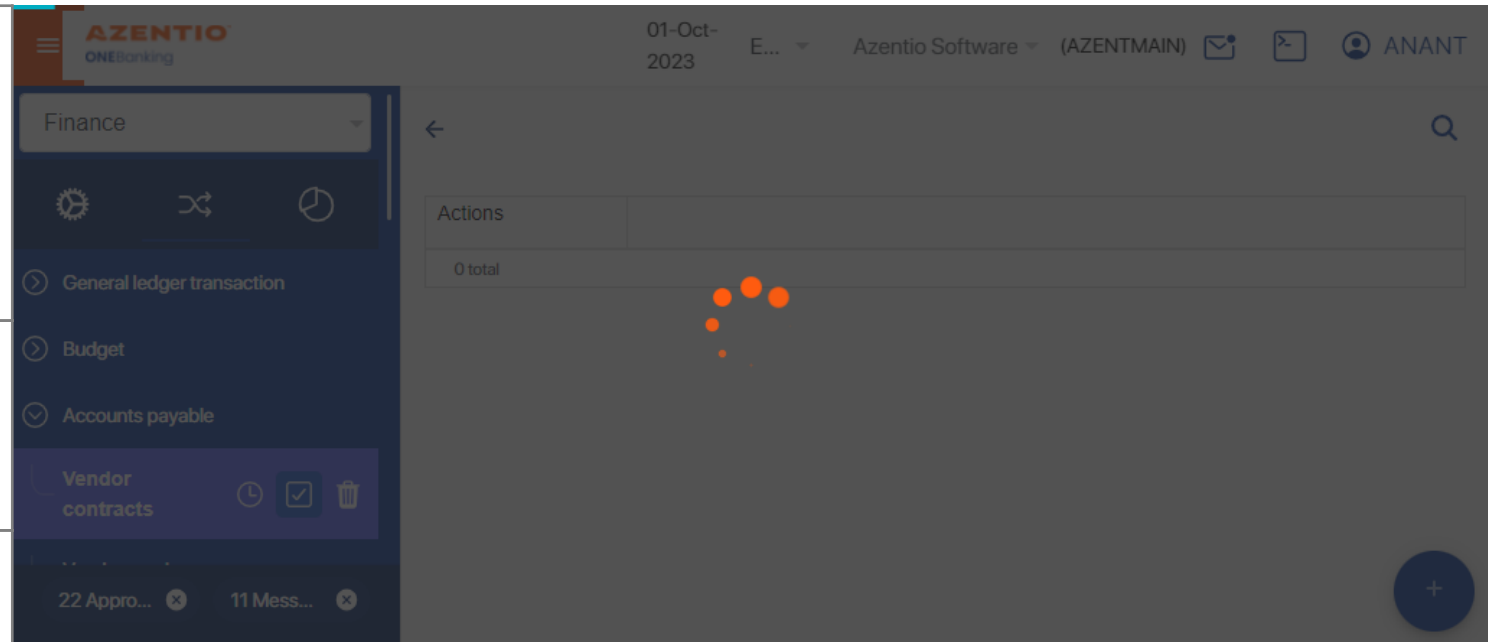 AZENTIO
ONEBanking
01-Oct-
2023
E...
Azentio Software
(AZENTMAIN)
ANANT
Finance
Actions
0 total
General ledger transaction
Budget
Accounts payable
Vendor
contracts
22 Appro...
11 Mess...